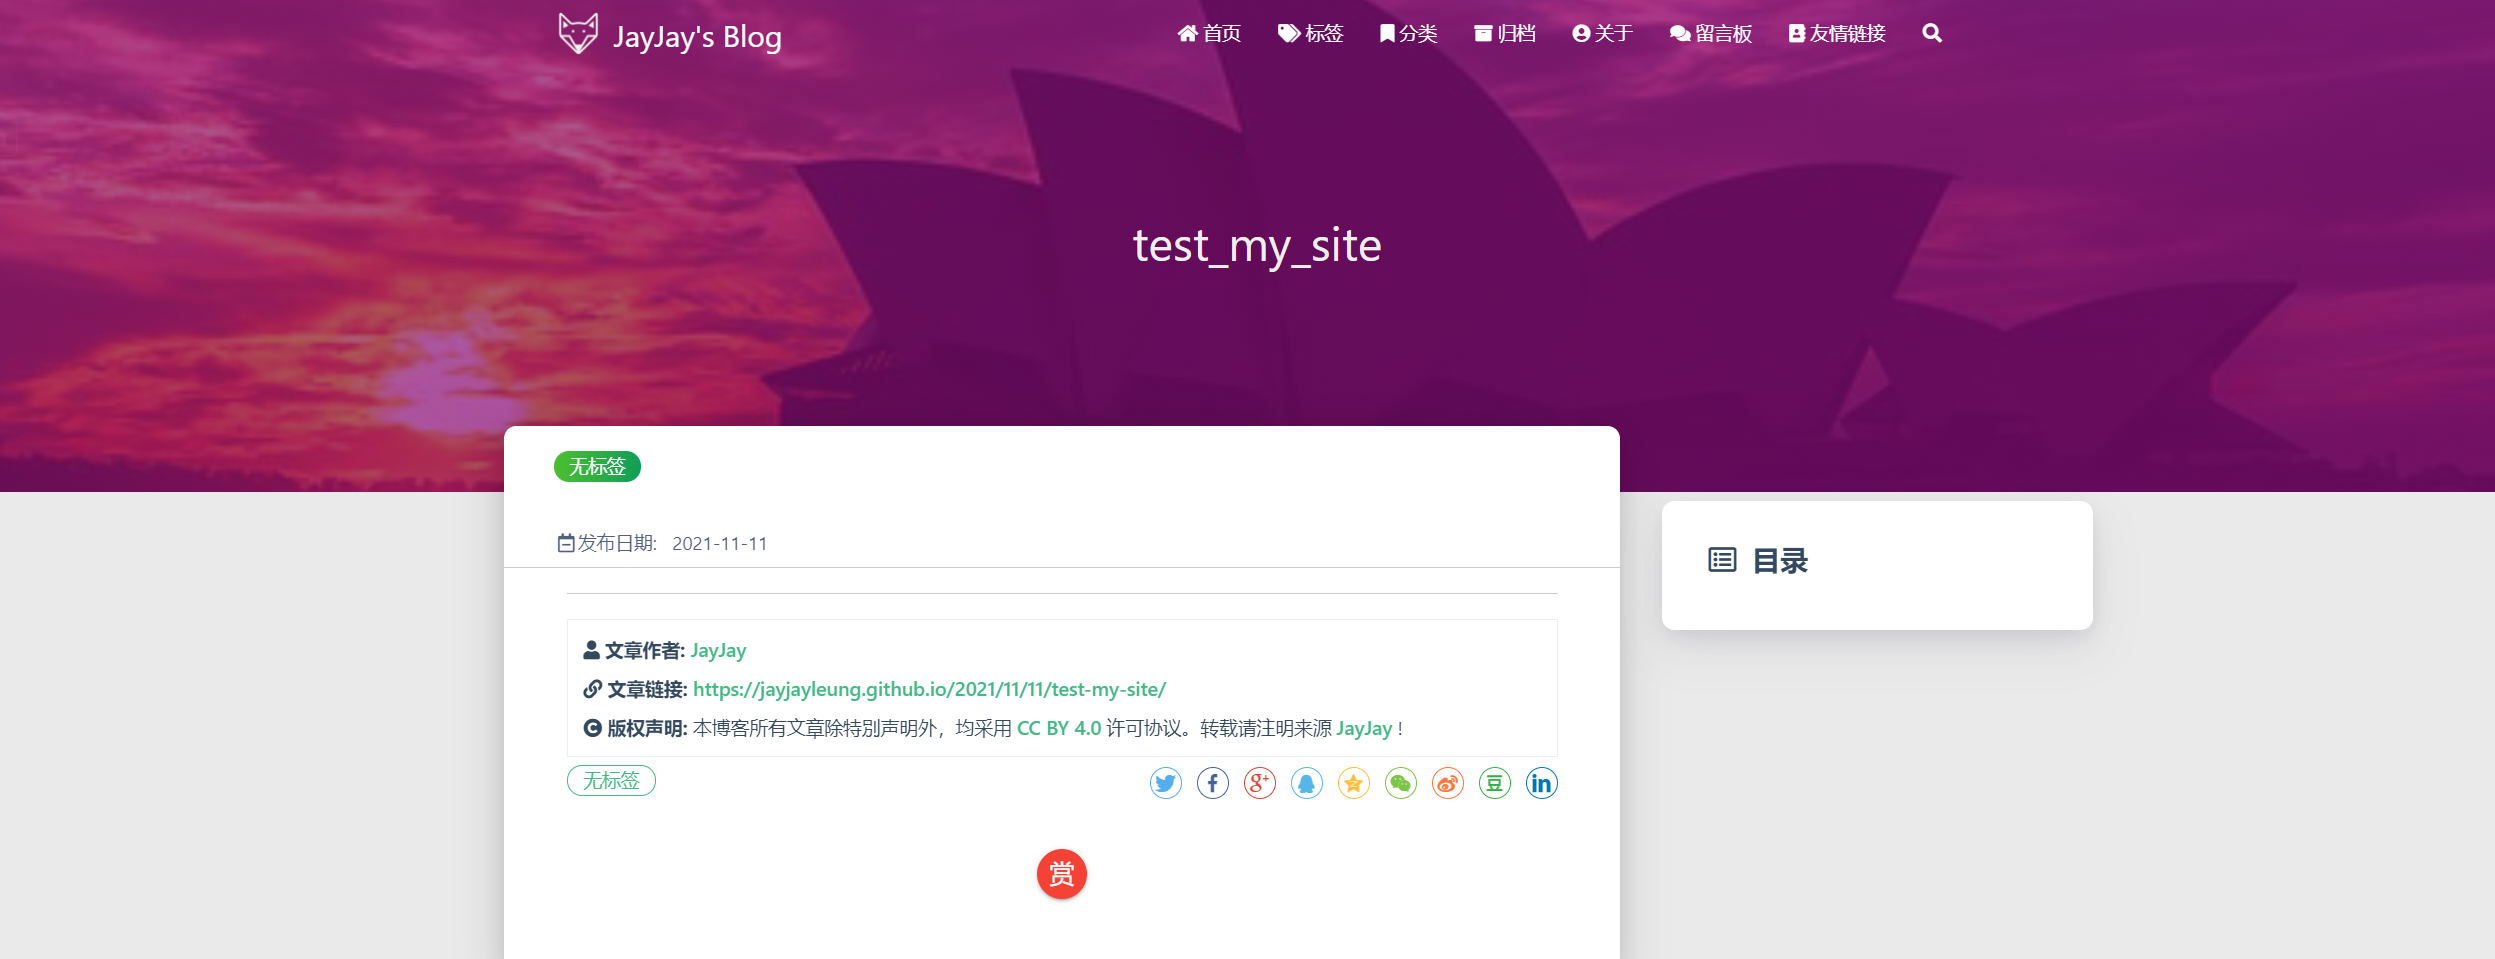 JayJay's Blog
首页 标签 分类 归档 关于 留言板 友情链接
test_my_site
无标签
发布日期: 2021-11-11
目录
文章作者: JayJay
文章链接: https://jayjayleung.github.io/2021/11/11/test-my-site/
版权声明: 本博客所有文章除特別声明外，均采用 CC BY 4.0 许可协议。转载请注明来源 JayJay !
无标签
豆
赏